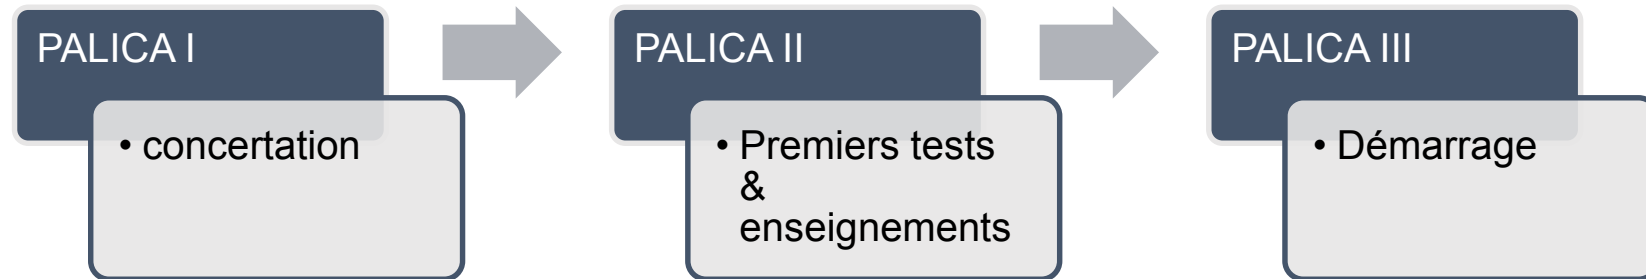 PALICA I
• concertation
PALICA II
• Premiers tests
&
enseignements
PALICA III
• Démarrage